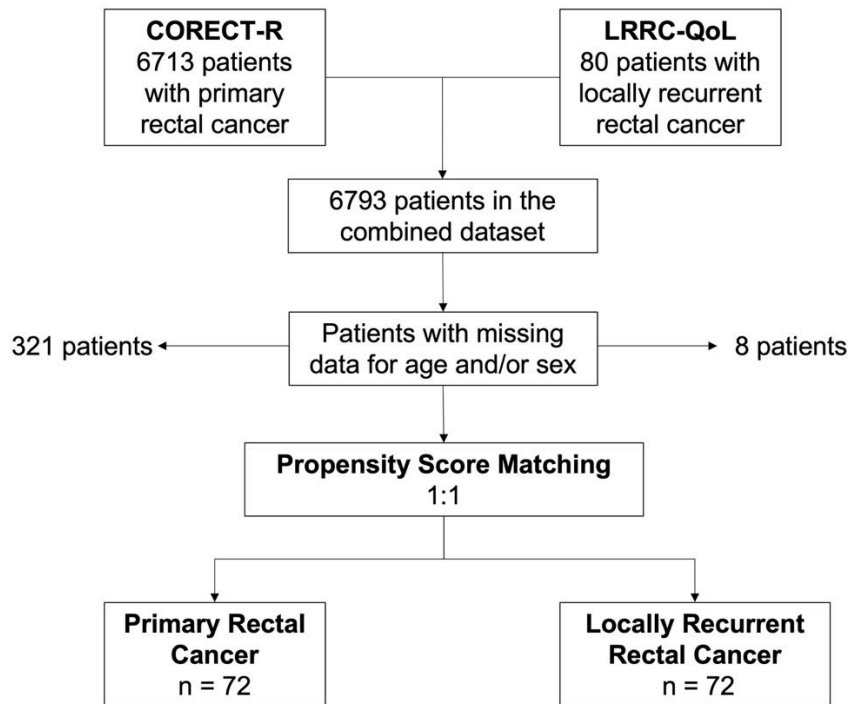 CORECT-R
6713 patients
with primary
rectal cancer
LRRC-QoL
80 patients with
locally recurrent
rectal cancer
6793 patients in the
combined dataset
321 patients
Patients with missing
data for age and/or sex
8 patients
Propensity Score Matching
1:1
Primary Rectal
Cancer
n = 72
Locally Recurrent
Rectal Cancer
n = 72